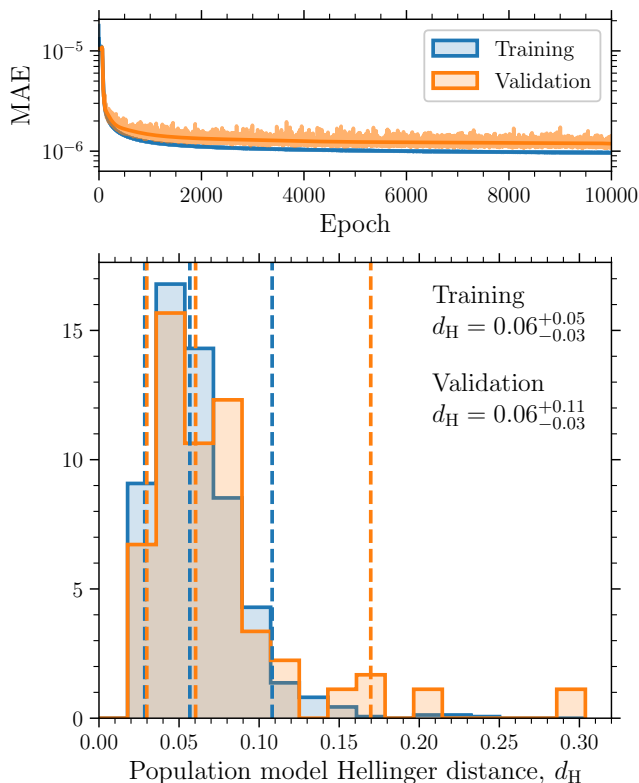 10⁻⁵
10⁻⁶
MAE
Training
Validation
0 2000 4000 6000 8000 10000
Epoch
15
10
5
0
Training
d_H = 0.06^{+0.05}_{-0.03}
Validation
d_H = 0.06^{+0.11}_{-0.03}
0.00 0.05 0.10 0.15 0.20 0.25 0.30
Population model Hellinger distance, d_H